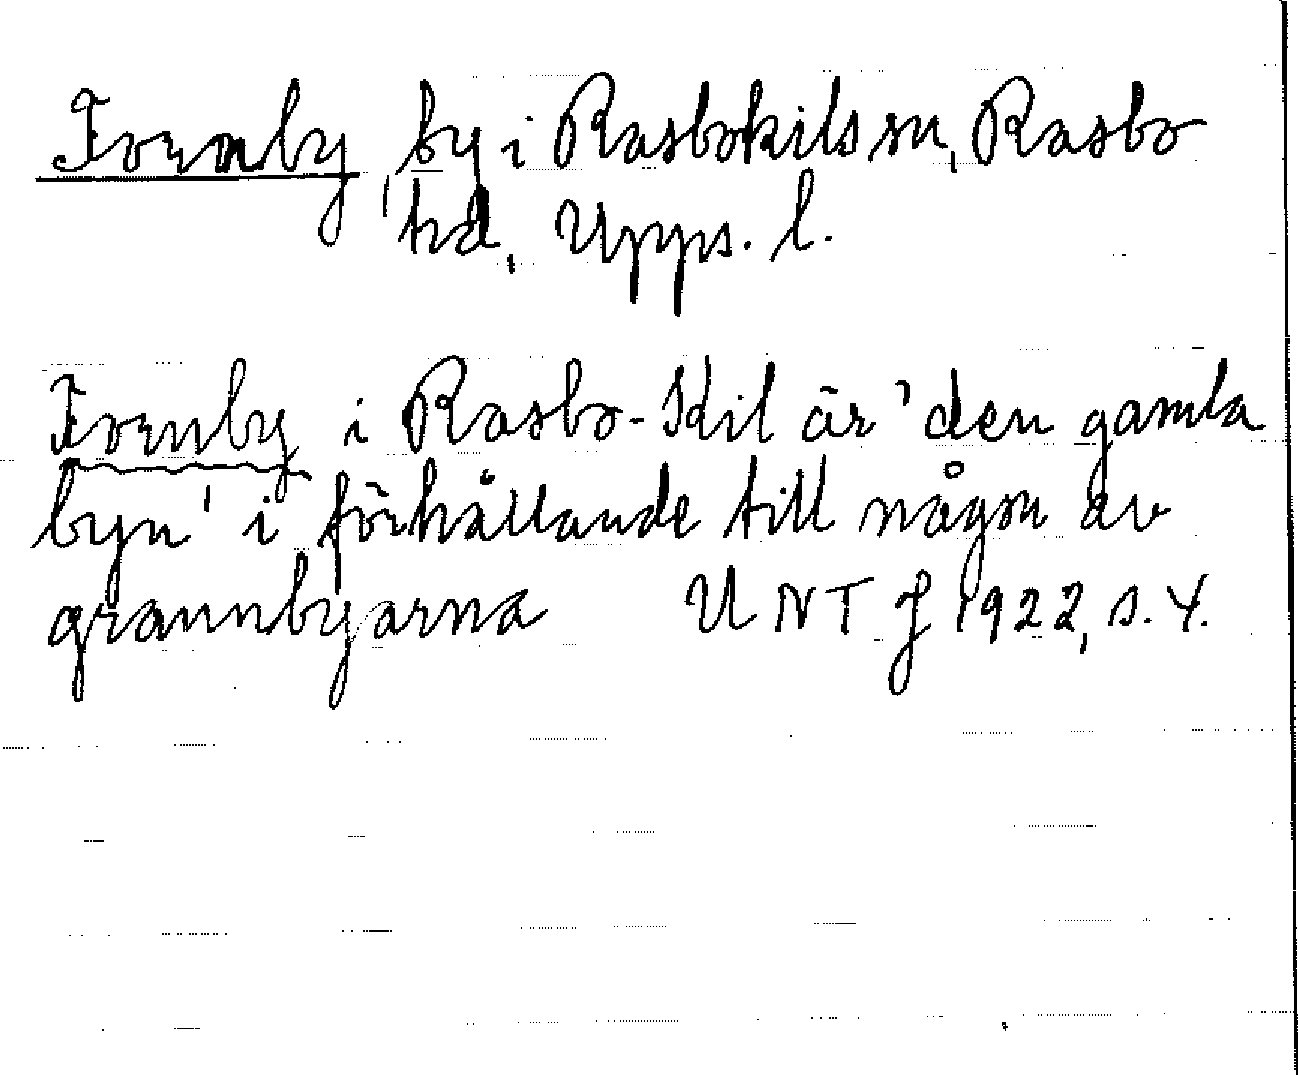 Fornby, by i Rasbokils sn, Rasbo
hd, Upps. l.
Fornby i Rasbo-Kil är 'den gamla
byn' i förhållande till någon av
grannbyarna UNT J 1922, s. 4.